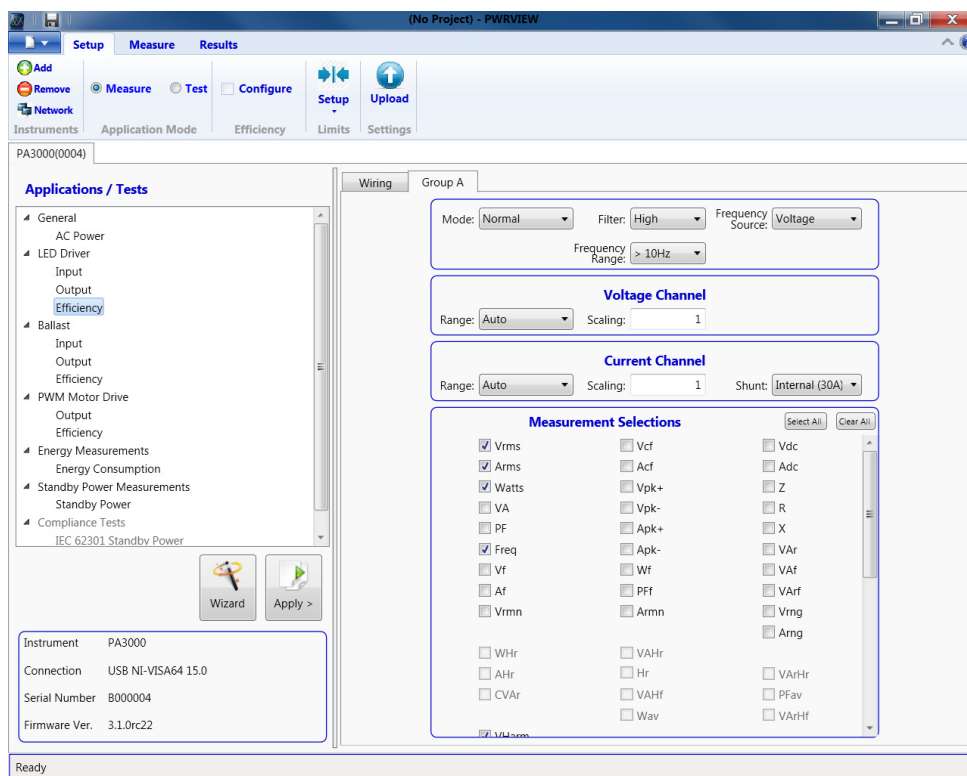 (No Project) - PWRVIEW
Setup Measure Results
Add
Remove
Network
Measure Test
Configure
Setup
Upload
Instruments Application Mode Efficiency Limits Settings
PA3000(0004)
Applications / Tests
General
AC Power
LED Driver
Input
Output
Efficiency
Ballast
Input
Output
Efficiency
PWM Motor Drive
Output
Efficiency
Energy Measurements
Energy Consumption
Standby Power Measurements
Standby Power
Compliance Tests
IEC 62301 Standby Power
Wizard
Apply >
Instrument PA3000
Connection USB NI-VISA64 15.0
Serial Number B000004
Firmware Ver. 3.1.0rc22
Wiring Group A
Mode: Normal Filter: High Frequency Source: Voltage
Frequency Range: > 10Hz
Voltage Channel
Range: Auto Scaling: 1
Current Channel
Range: Auto Scaling: 1 Shunt: Internal (30A)
Measurement Selections Select All Clear All
Vrms Vcf Vdc
Arms Acf Adc
Watts Vpk+ Z
VA Vpk- R
PF Apk+ X
Freq Apk- VAr
Vf Wf VAf
Af PFf VArf
Vrmn Armn Vrng
Arng
WHr VAHr
AHr Hr VArHr
CVAr VAHf PFav
Wav VArHf
VHarm
Ready